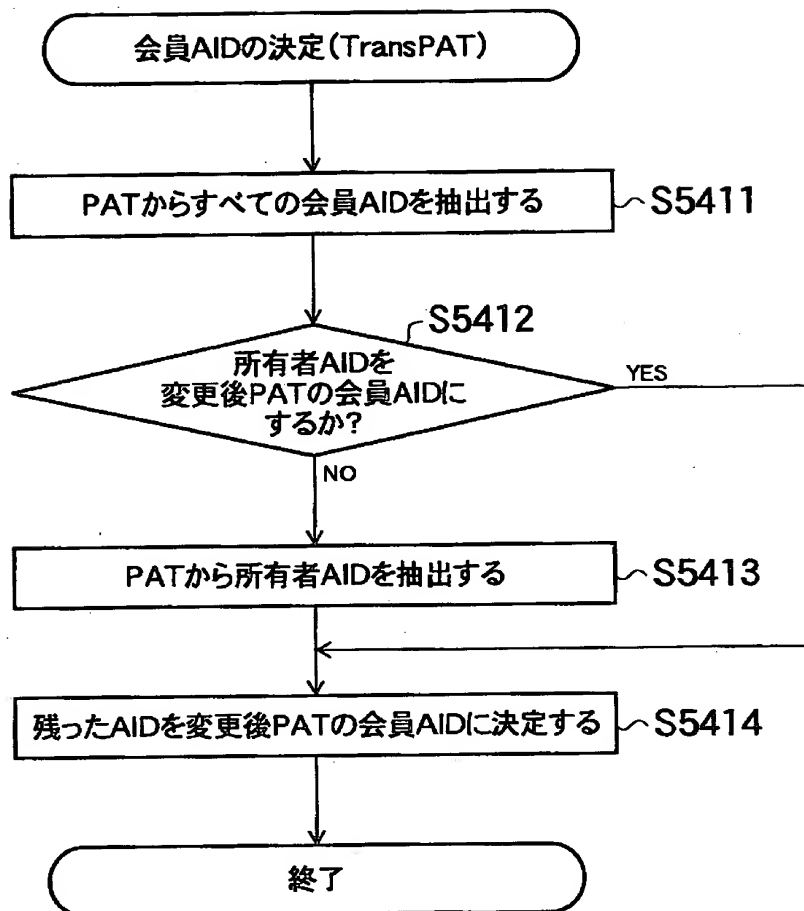 会員AIDの決定(TransPAT)
PATからすべての会員AIDを抽出する
S5411
S5412
所有者AIDを
変更後PATの会員AIDに
するか?
YES
NO
PATから所有者AIDを抽出する
S5413
残ったAIDを変更後PATの会員AIDに決定する
S5414
終了